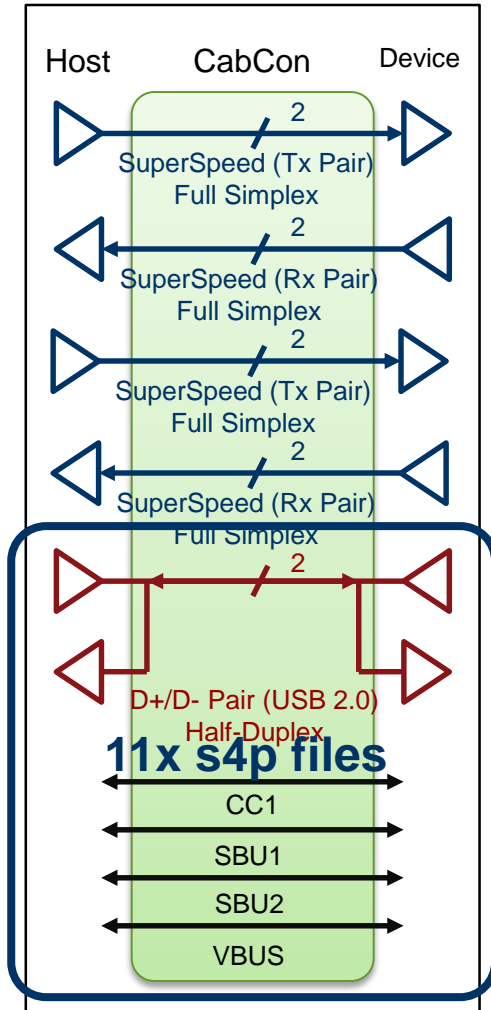 Host CabCon Device
2
SuperSpeed (Tx Pair)
Full Simplex
2
SuperSpeed (Rx Pair)
Full Simplex
2
SuperSpeed (Tx Pair)
Full Simplex
2
SuperSpeed (Rx Pair)
Full Simplex
2
D+/D- Pair (USB 2.0)
Half-Duplex
11x s4p files
CC1
SBU1
SBU2
VBUS